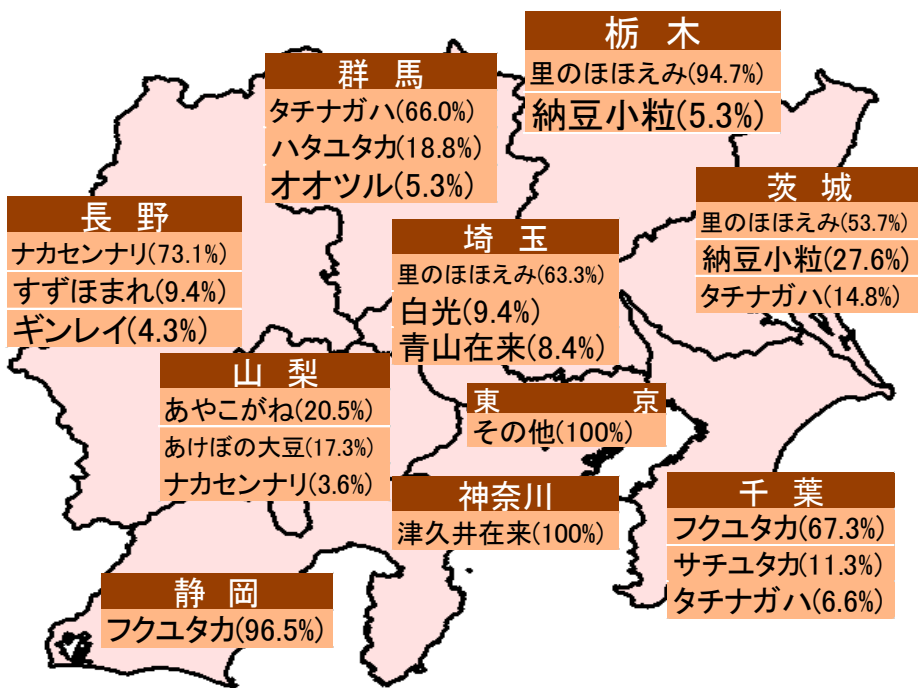 栃木
里のほほえみ(94.7%)
納豆小粒(5.3%)
群馬
タチナガハ(66.0%)
ハタユタカ(18.8%)
オオツル(5.3%)
茨城
里のほほえみ(53.7%)
納豆小粒(27.6%)
タチナガハ(14.8%)
長野
ナカセンナリ(73.1%)
すずほまれ(9.4%)
ギンレイ(4.3%)
埼玉
里のほほえみ(63.3%)
白光(9.4%)
青山在来(8.4%)
山梨
あやこがね(20.5%)
あけぼの大豆(17.3%)
ナカセンナリ(3.6%)
東京
その他(100%)
神奈川
津久井在来(100%)
千葉
フクユタカ(67.3%)
サチユタカ(11.3%)
タチナガハ(6.6%)
静岡
フクユタカ(96.5%)